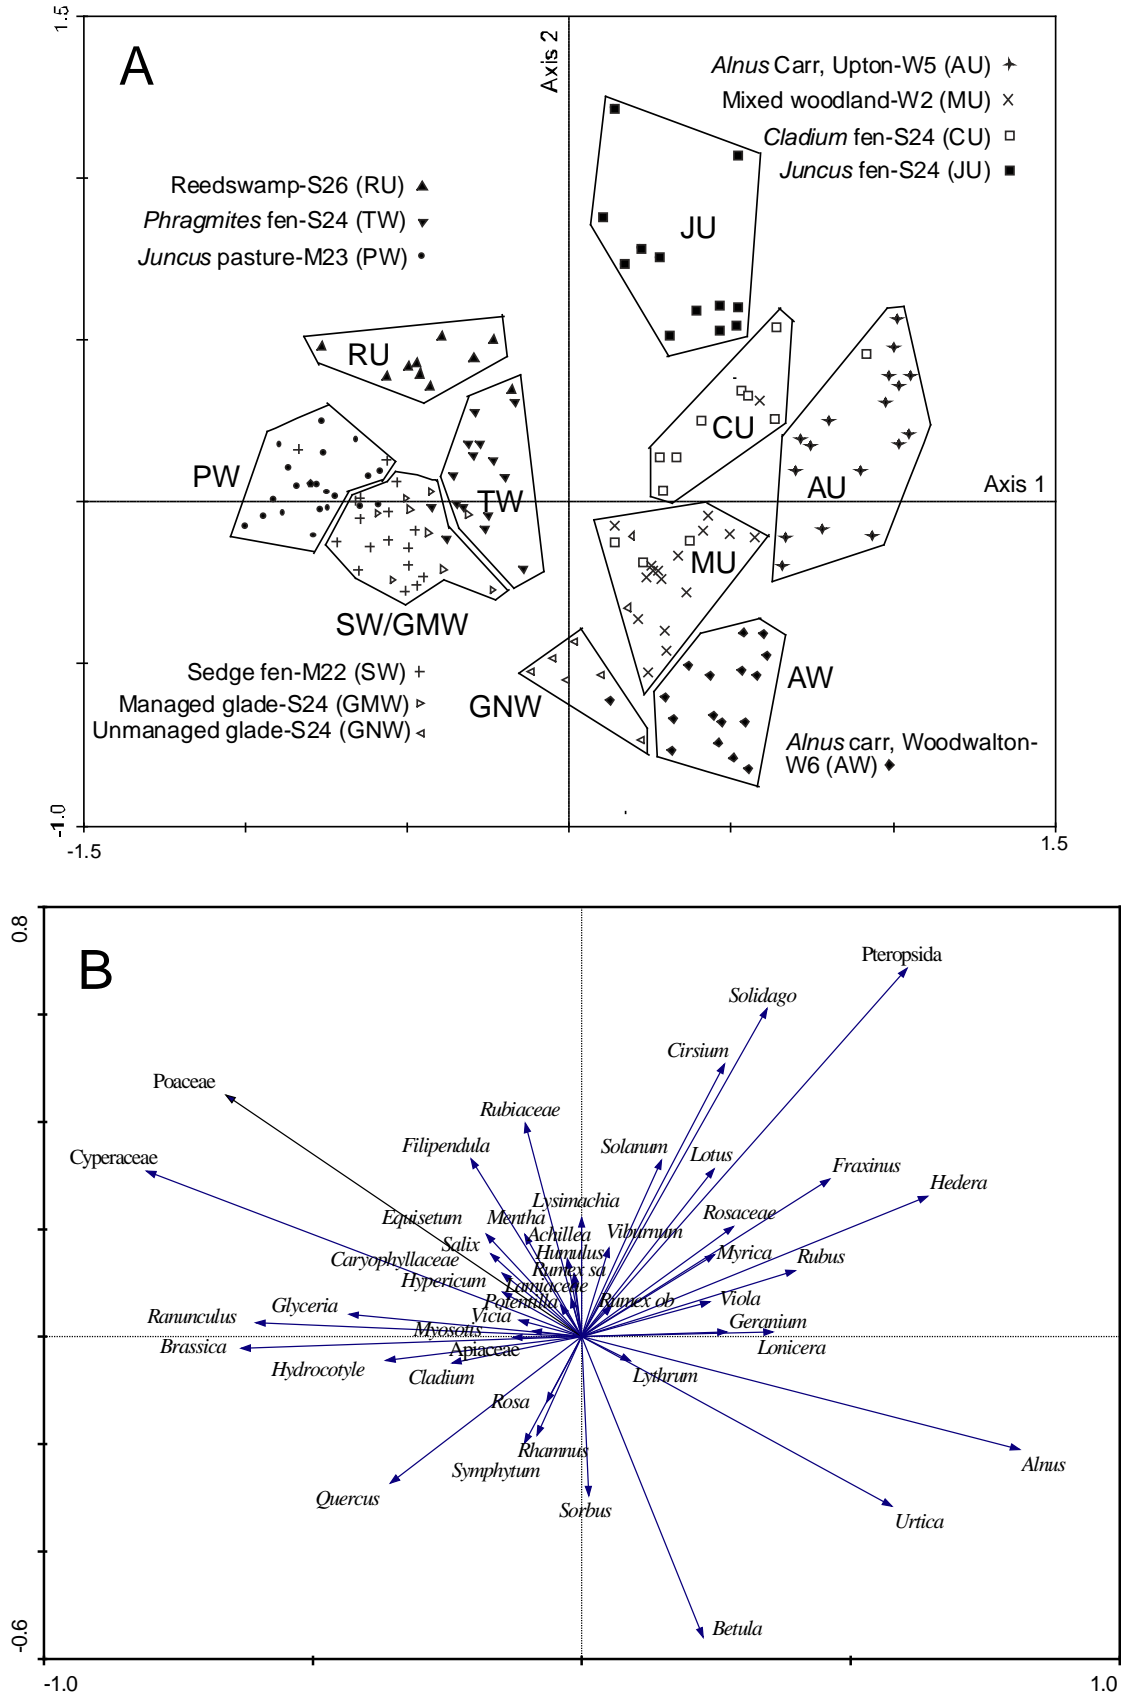 1.5
A
Axis 2
Alnus Carr, Upton-W5 (AU)
Mixed woodland-W2 (MU)
Cladium fen-S24 (CU)
Juncus fen-S24 (JU)
Reedswamp-S26 (RU)
Phragmites fen-S24 (TW)
Juncus pasture-M23 (PW)
JU
RU
CU
PW
TW
AU
Axis 1
MU
SW/GMW
AW
GNW
Sedge fen-M22 (SW)
Managed glade-S24 (GMW)
Unmanaged glade-S24 (GNW)
Alnus carr, Woodwalton-
W6 (AW)
-1.0
-1.5
1.5
0.8
B
Pteropsida
Solidago
Cirsium
Poaceae
Rubiaceae
Filipendula
Solanum
Lotus
Cyperaceae
Fraxinus
Hedera
Lysimachia
Equisetum
Mentha
Rosaceae
Achillea
Viburnum
Salix
Humulus
Myrica
Rubus
Caryophyllaceae
Rumex sa
Hypericum
Lamiaceae
Potentilla
Rumex ob
Viola
Glyceria
Ranunculus
Vicia
Geranium
Myosotis
Brassica
Apiaceae
Lonicera
Hydrocotyle
Cladium
Lythrum
Rosa
Rhamnus
Symphytum
Alnus
Quercus
Sorbus
Urtica
Betula
-0.6
-1.0
1.0